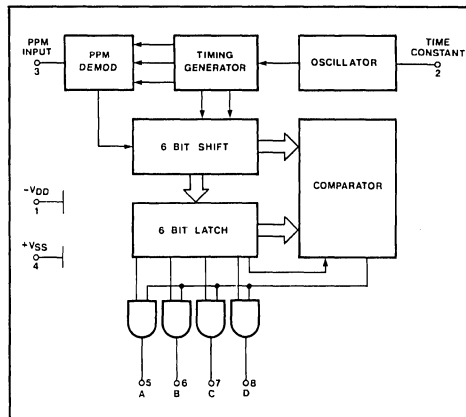 PPM
INPUT
3
PPM
DEMOD
TIMING
GENERATOR
OSCILLATOR
TIME
CONSTANT
2
6 BIT SHIFT
COMPARATOR
-VDD
1
6 BIT LATCH
+VSS
4
5
A
6
B
7
C
8
D